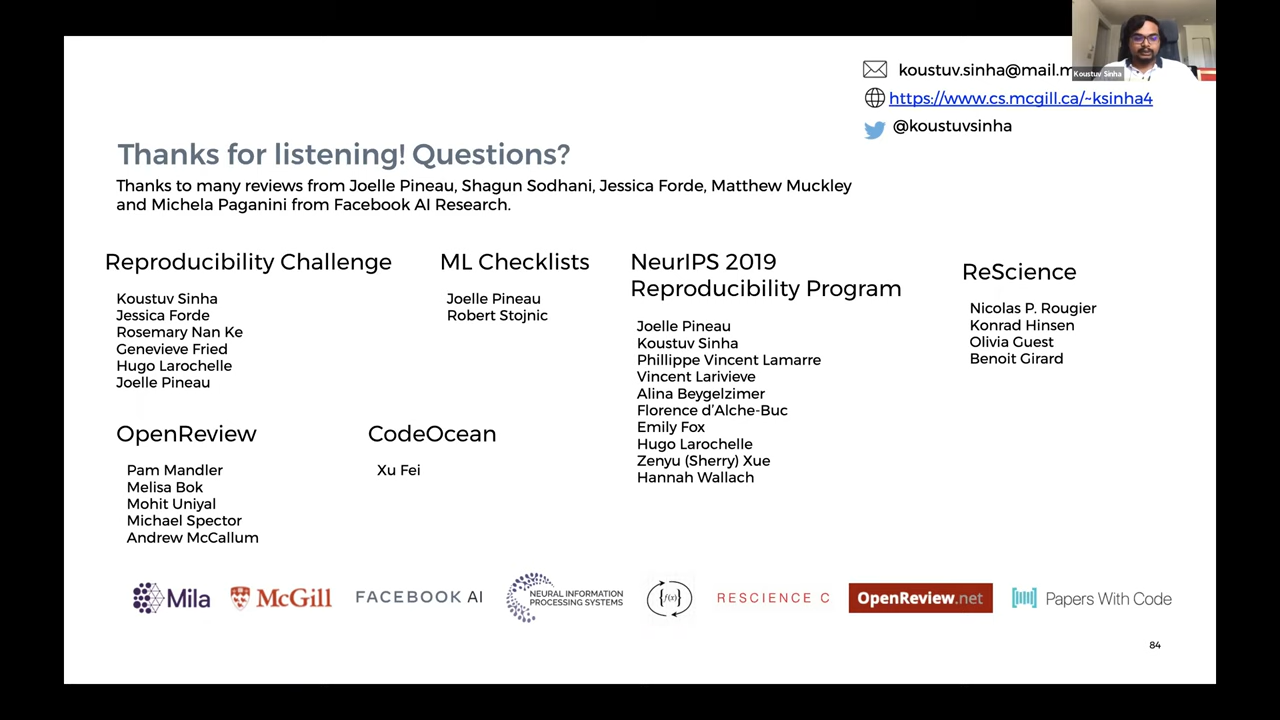 koustuv.sinha@mail.m
Koustuv Sinha
https://www.cs.mcgill.ca/~ksinha4
@koustuvsinha
Thanks for listening! Questions?
Thanks to many reviews from Joelle Pineau, Shagun Sodhani, Jessica Forde, Matthew Muckley
and Michela Paganini from Facebook AI Research.
Reproducibility Challenge
Koustuv Sinha
Jessica Forde
Rosemary Nan Ke
Genevieve Fried
Hugo Larochelle
Joelle Pineau
ML Checklists
Joelle Pineau
Robert Stojnic
NeurIPS 2019
Reproducibility Program
Joelle Pineau
Koustuv Sinha
Phillippe Vincent Lamarre
Vincent Larivieve
Alina Beygelzimer
Florence d’Alche-Buc
Emily Fox
Hugo Larochelle
Zenyu (Sherry) Xue
Hannah Wallach
ReScience
Nicolas P. Rougier
Konrad Hinsen
Olivia Guest
Benoit Girard
OpenReview
Pam Mandler
Melisa Bok
Mohit Uniyal
Michael Spector
Andrew McCallum
CodeOcean
Xu Fei
Mila
McGill
FACEBOOK AI
NEURAL INFORMATION
PROCESSING SYSTEMS
{f(x)}
RESCIENCE C
OpenReview.net
Papers With Code
84